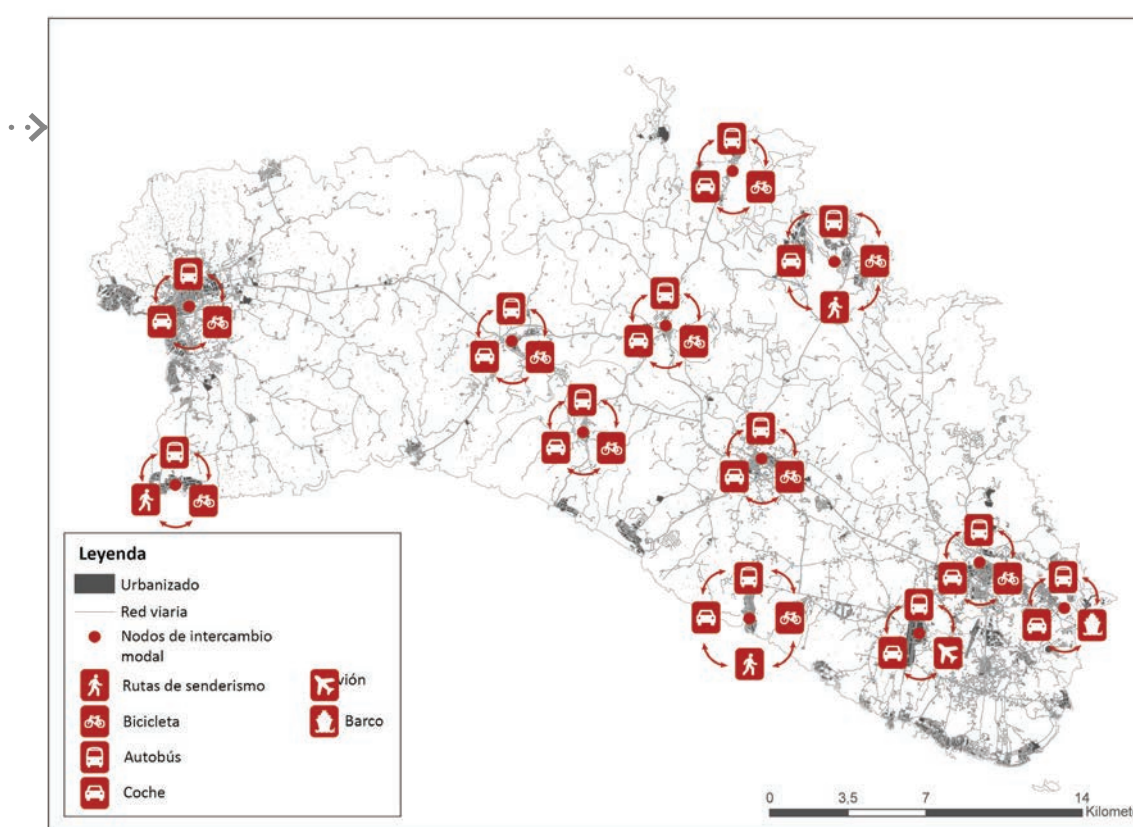 Leyenda
Urbanizado
Red viaria
Nodos de intercambio
modal
Rutas de senderismo
vión
Bicicleta
Barco
Autobús
Coche
0 3,5 7 14
Kilomet